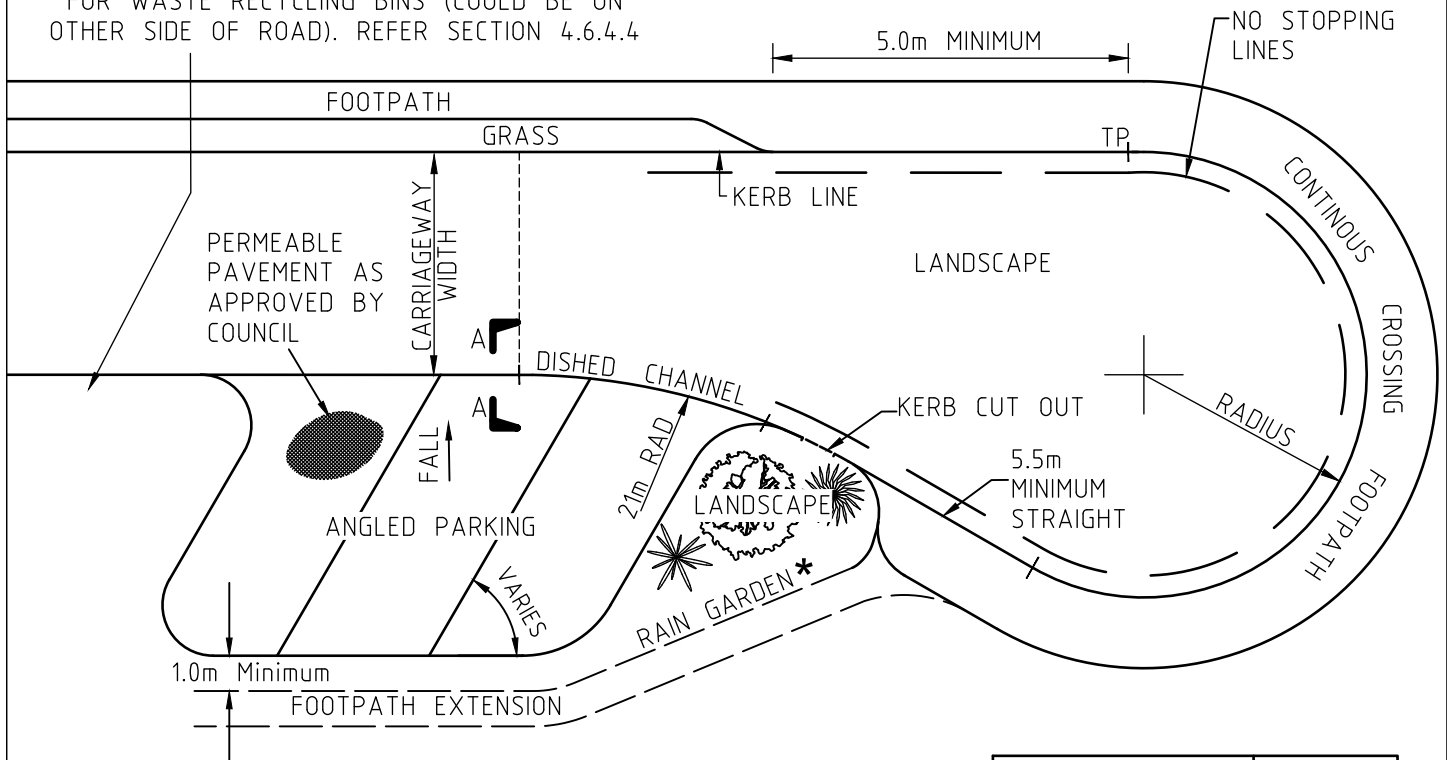 FOR WASTE RECYCLING BINS (COULD BE ON
OTHER SIDE OF ROAD). REFER SECTION 4.6.4.4
5.0m MINIMUM
NO STOPPING
LINES
FOOTPATH
GRASS
TP
KERB LINE
CARRIAGEWAY
WIDTH
CONTINOUS
CROSSING
FOOTPATH
PERMEABLE
PAVEMENT AS
APPROVED BY
COUNCIL
LANDSCAPE
A
DISHED CHANNEL
A
FALL
KERB CUT OUT
RADIUS
21m RAD
5.5m
MINIMUM
STRAIGHT
LANDSCAPE
ANGLED PARKING
VARIES
RAIN GARDEN*
1.0m Minimum
FOOTPATH EXTENSION